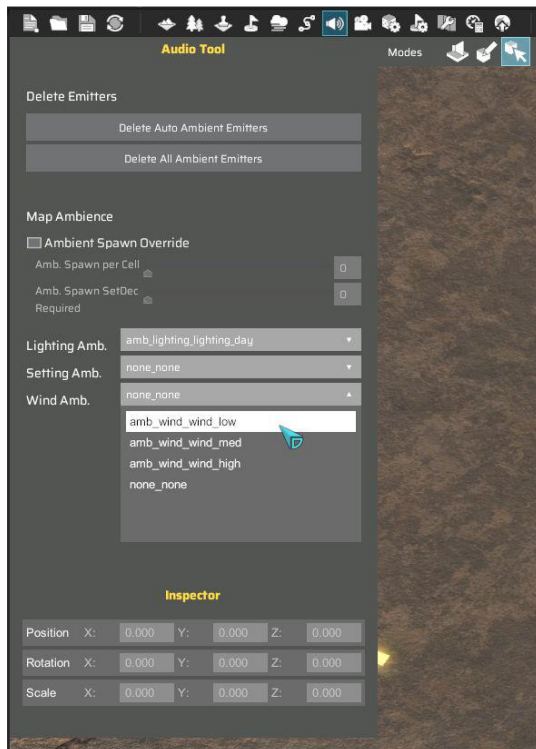 Audio Tool
Modes
Delete Emitters
Delete Auto Ambient Emitters
Delete All Ambient Emitters
Map Ambience
Ambient Spawn Override
Amb. Spawn per Cell 0
Amb. Spawn SetDec 0
Required
Lighting Amb. amb_lighting_lighting_day
Setting Amb. none_none
Wind Amb. none_none
amb_wind_wind_low
amb_wind_wind_med
amb_wind_wind_high
none_none
Inspector
Position X: 0.000 Y: 0.000 Z: 0.000
Rotation X: 0.000 Y: 0.000 Z: 0.000
Scale X: 0.000 Y: 0.000 Z: 0.000